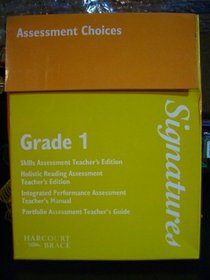 Assessment Choices
Signatures
Grade 1
Skills Assessment Teacher's Edition
Holistic Reading Assessment
Teacher's Edition
Integrated Performance Assessment
Teacher's Manual
Portfolio Assessment Teacher's Guide
HARCOURT
BRACE